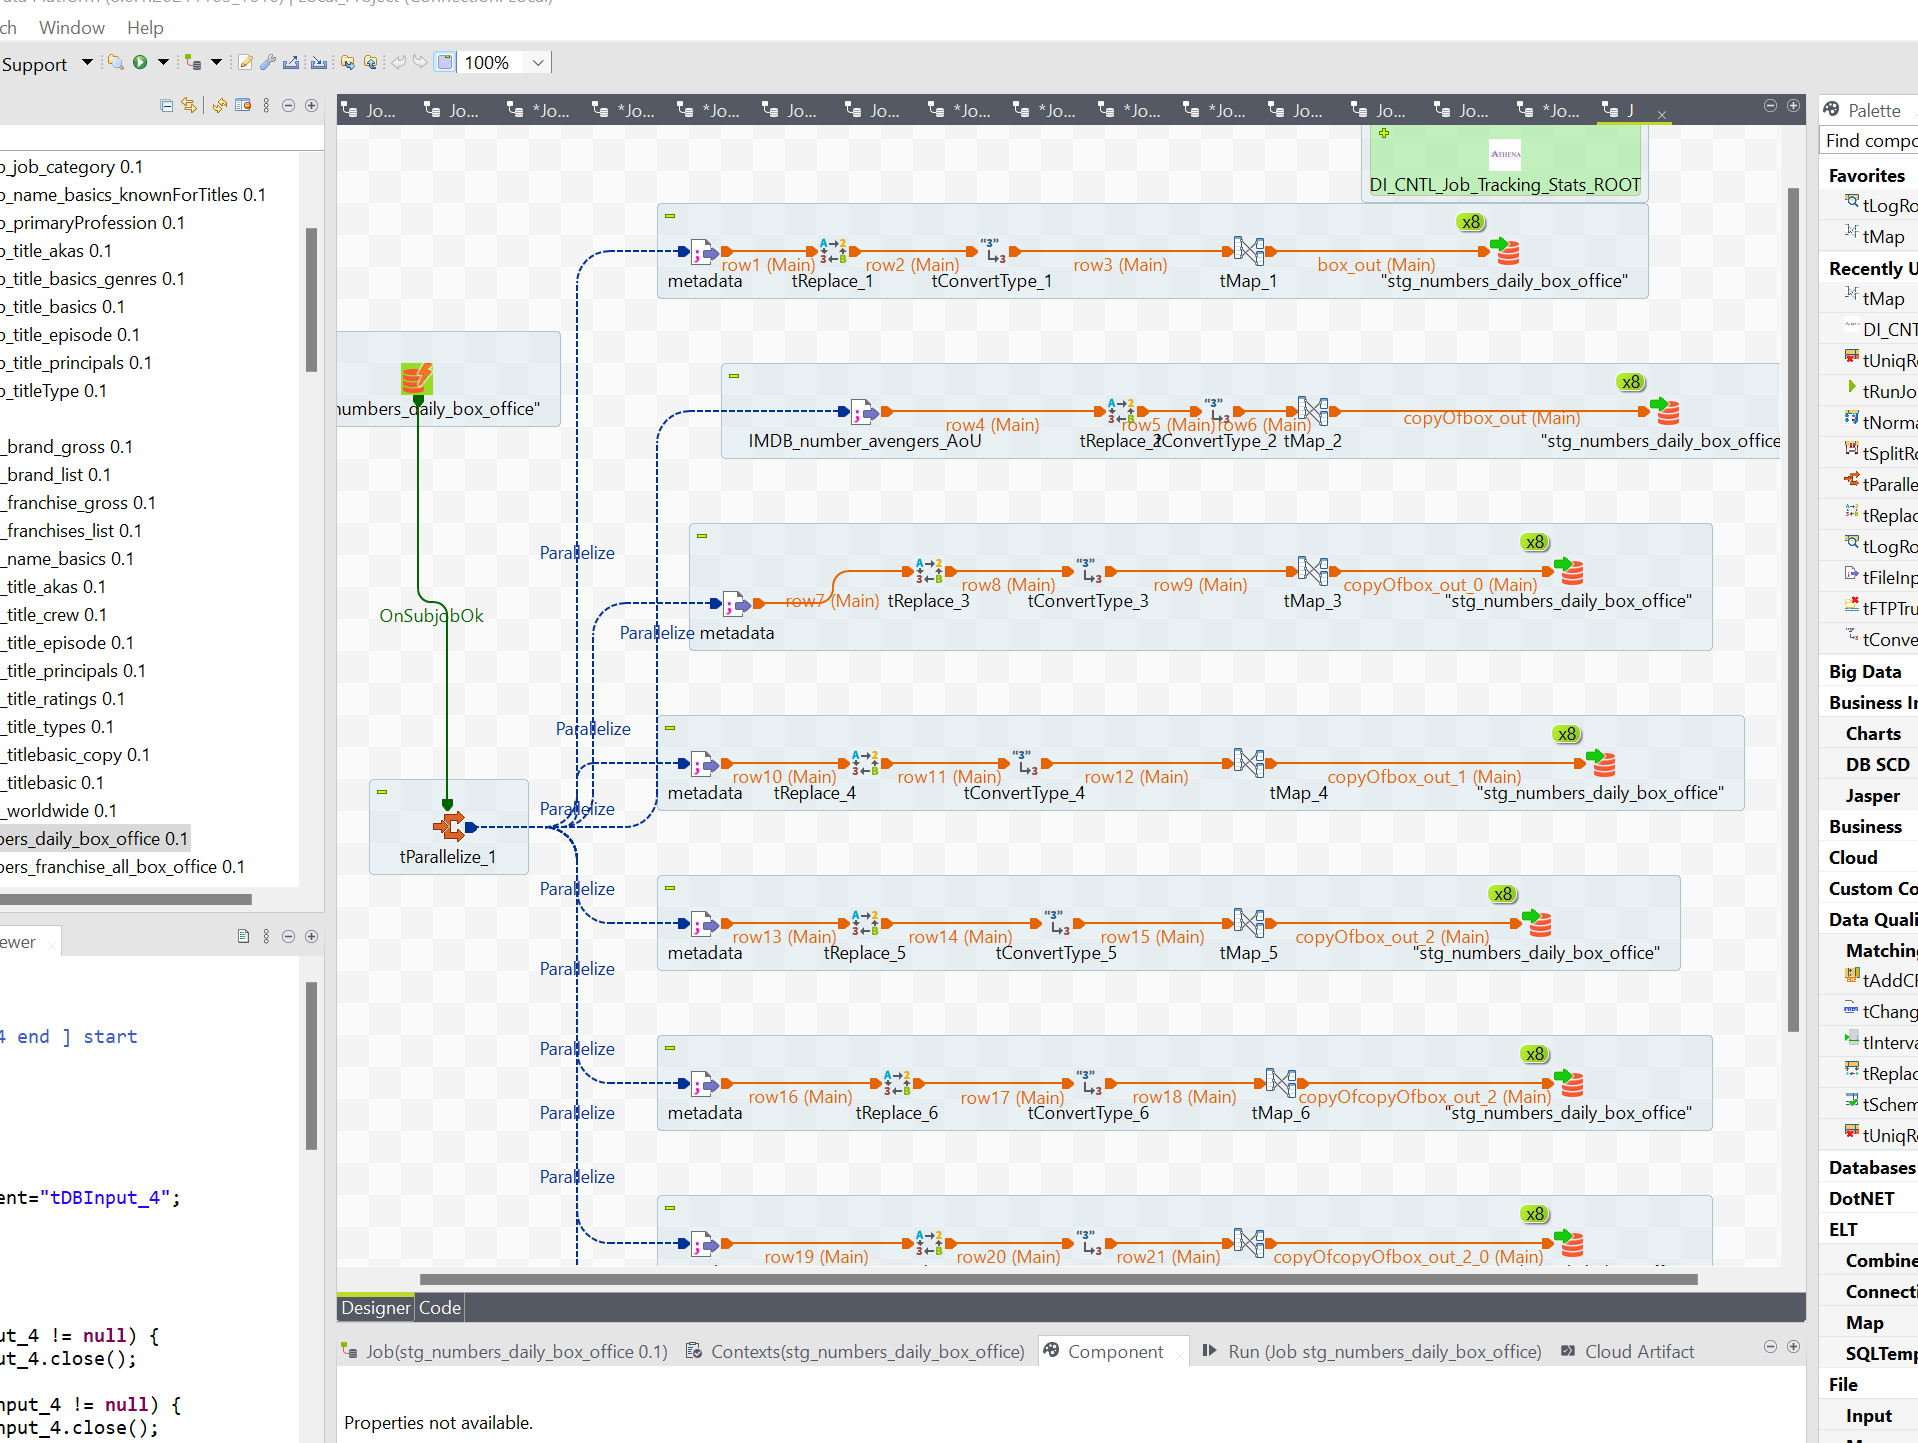 Window
Help
Support
100%
_job_category 0.1
_name_basics_knownForTitles 0.1
_primaryProfession 0.1
_title_akas 0.1
_title_basics_genres 0.1
_title_basics 0.1
_title_episode 0.1
_title_principals 0.1
_titleType 0.1
_brand_gross 0.1
_brand_list 0.1
_franchise_gross 0.1
_franchises_list 0.1
_name_basics 0.1
_title_akas 0.1
_title_crew 0.1
_title_episode 0.1
_title_principals 0.1
_title_ratings 0.1
_title_types 0.1
_titlebasic_copy 0.1
_titlebasic 0.1
_worldwide 0.1
bers_daily_box_office 0.1
bers_franchise_all_box_office 0.1
ewer
4 end ] start
ent="tDBInput_4";
ut_4 != null) {
ut_4.close();
nput_4 != null) {
nput_4.close();
Jo... Jo... *Jo... *Jo... *Jo... Jo... Jo... *Jo... *Jo... *Jo... *Jo... Jo... Jo... Jo... *Jo... J
ATHENA
DI_CNTL_Job_Tracking_Stats_ROOT
x8
row1 (Main) row2 (Main) row3 (Main) box_out (Main)
metadata tReplace_1 tConvertType_1 tMap_1 "stg_numbers_daily_box_office"
numbers_daily_box_office"
x8
row4 (Main) row5 (Main) row6 (Main) copyOfbox_out (Main)
IMDB_number_avengers_AoU tReplace_2 tConvertType_2 tMap_2 "stg_numbers_daily_box_office
Parallelize
x8
row7 (Main) row8 (Main) row9 (Main) copyOfbox_out_0 (Main)
tReplace_3 tConvertType_3 tMap_3 "stg_numbers_daily_box_office"
OnSubjobOk
Parallelize metadata
Parallelize
x8
row10 (Main) row11 (Main) row12 (Main) copyOfbox_out_1 (Main)
metadata tReplace_4 tConvertType_4 tMap_4 "stg_numbers_daily_box_office"
Parallelize
tParallelize_1
Parallelize
x8
row13 (Main) row14 (Main) row15 (Main) copyOfbox_out_2 (Main)
metadata tReplace_5 tConvertType_5 tMap_5 "stg_numbers_daily_box_office"
Parallelize
Parallelize
x8
row16 (Main) row17 (Main) row18 (Main) copyOfcopyOfbox_out_2 (Main)
metadata tReplace_6 tConvertType_6 tMap_6 "stg_numbers_daily_box_office"
Parallelize
Parallelize
x8
row19 (Main) row20 (Main) row21 (Main) copyOfcopyOfbox_out_2_0 (Main)
Designer Code
Job(stg_numbers_daily_box_office 0.1) Contexts(stg_numbers_daily_box_office) Component Run (Job stg_numbers_daily_box_office) Cloud Artifact
Properties not available.
Palette
Find compo
Favorites
tLogRo
tMap
Recently U
tMap
DI_CNT
tUniqRo
tRunJo
tNorma
tSplitRo
tParalle
tReplac
tLogRo
tFileInp
tFTPTru
tConve
Big Data
Business In
Charts
DB SCD
Jasper
Business
Cloud
Custom Co
Data Quali
Matching
tAddCR
tChang
tInterva
tReplac
tSchem
tUniqRo
Databases
DotNET
ELT
Combine
Connecti
Map
SQLTemp
File
Input